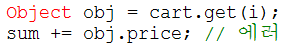 Object obj = cart.get(i);
sum += obj.price; // 에러